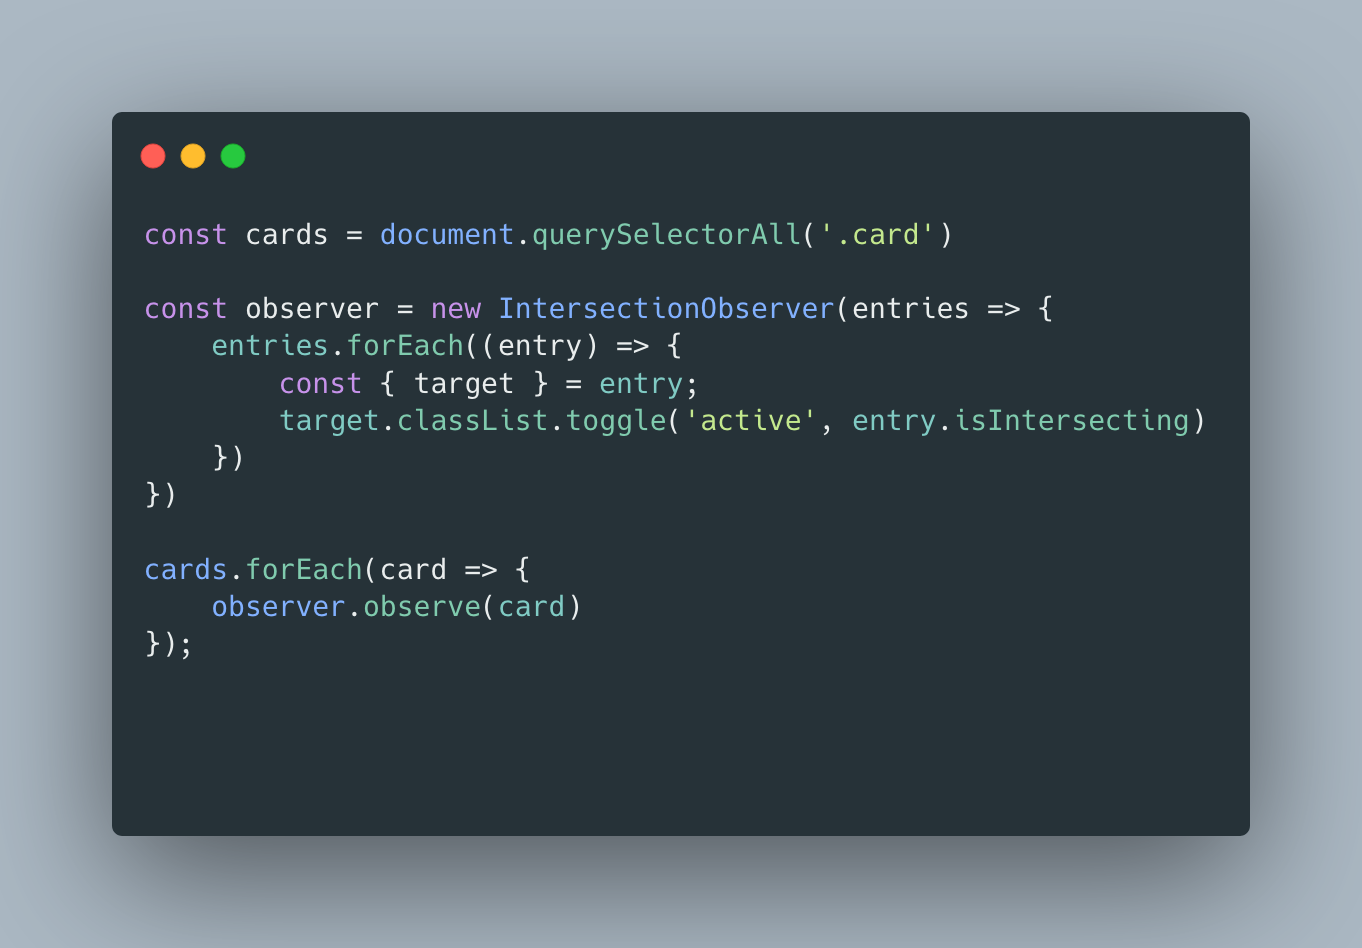 const cards = document.querySelectorAll('.card')

const observer = new IntersectionObserver(entries => {
    entries.forEach((entry) => {
        const { target } = entry;
        target.classList.toggle('active', entry.isIntersecting)
    })
})

cards.forEach(card => {
    observer.observe(card)
});